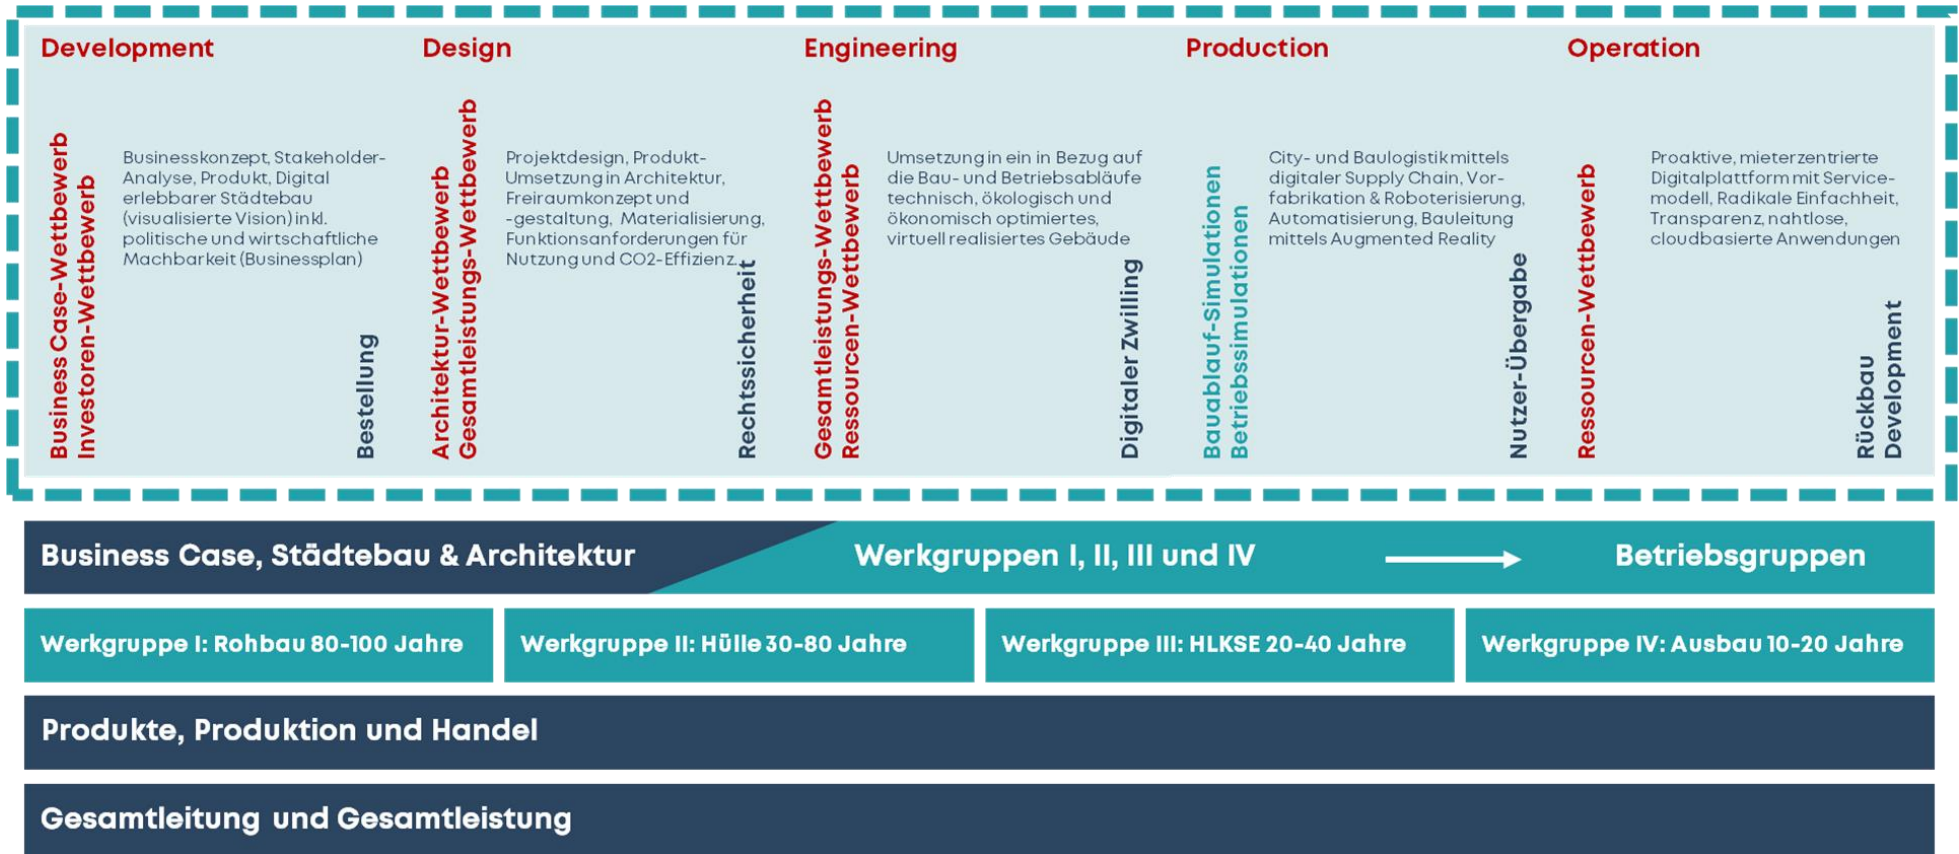 Development
Business Case-Wettbewerb
Investoren-Wettbewerb
Businesskonzept, Stakeholder-
Analyse, Produkt, Digital
erlebbarer Städtebau
(visualisierte Vision) inkl.
politische und wirtschaftliche
Machbarkeit (Businessplan)
Bestellung
Design
Architektur-Wettbewerb
Gesamtleistungs-Wettbewerb
Projektdesign, Produkt-
Umsetzung in Architektur,
Freiraumkonzept und
-gestaltung, Materialisierung,
Funktionsanforderungen für
Nutzung und CO2-Effizienz.
Rechtssicherheit
Engineering
Gesamtleistungs-Wettbewerb
Ressourcen-Wettbewerb
Umsetzung in ein in Bezug auf
die Bau- und Betriebsabläufe
technisch, ökologisch und
ökonomisch optimiertes,
virtuell realisiertes Gebäude
Digitaler Zwilling
Production
Bauablauf-Simulationen
Betriebssimulationen
City- und Baulogistik mittels
digitaler Supply Chain, Vor-
fabrikation & Roboterisierung,
Automatisierung, Bauleitung
mittels Augmented Reality
Nutzer-Übergabe
Operation
Ressourcen-Wettbewerb
Proaktive, mieterzentrierte
Digitalplattform mit Service-
modell, Radikale Einfachheit,
Transparenz, nahtlose,
cloudbasierte Anwendungen
Rückbau
Development
Business Case, Städtebau & Architektur
Werkgruppen I, II, III und IV
Betriebsgruppen
Werkgruppe I: Rohbau 80-100 Jahre
Werkgruppe II: Hülle 30-80 Jahre
Werkgruppe III: HLKSE 20-40 Jahre
Werkgruppe IV: Ausbau 10-20 Jahre
Produkte, Produktion und Handel
Gesamtleitung und Gesamtleistung